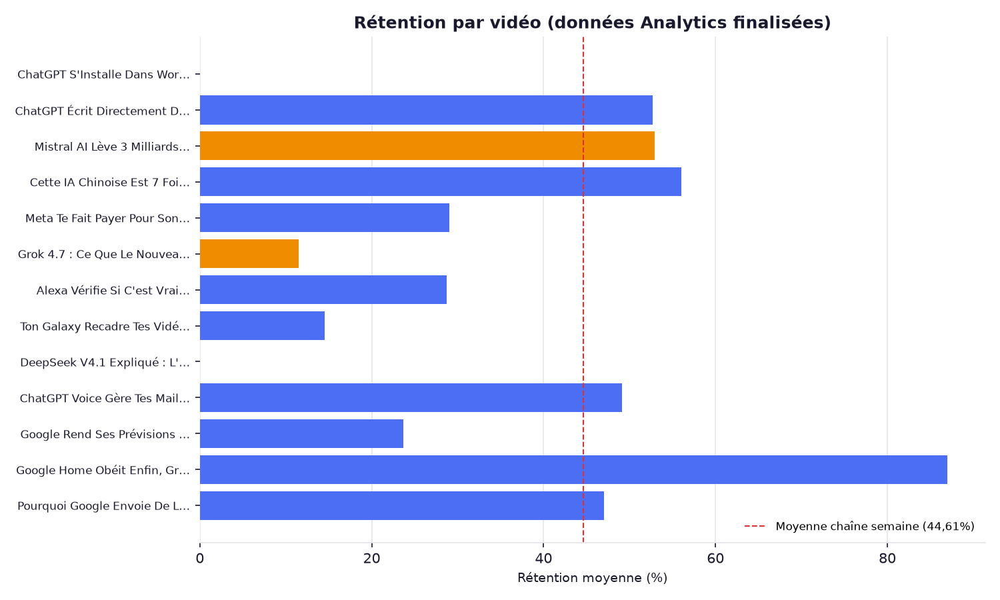 Rétention par vidéo (données Analytics finalisées)
ChatGPT S'Installe Dans Wor...
ChatGPT Écrit Directement D...
Mistral AI Lève 3 Milliards...
Cette IA Chinoise Est 7 Foi...
Meta Te Fait Payer Pour Son...
Grok 4.7 : Ce Que Le Nouvea...
Alexa Vérifie Si C'est Vrai...
Ton Galaxy Recadre Tes Vidé...
DeepSeek V4.1 Expliqué : L'...
ChatGPT Voice Gère Tes Mail...
Google Rend Ses Prévisions ...
Google Home Obéit Enfin, Gr...
Pourquoi Google Envoie De L...
Moyenne chaîne semaine (44,61%)
0 20 40 60 80
Rétention moyenne (%)